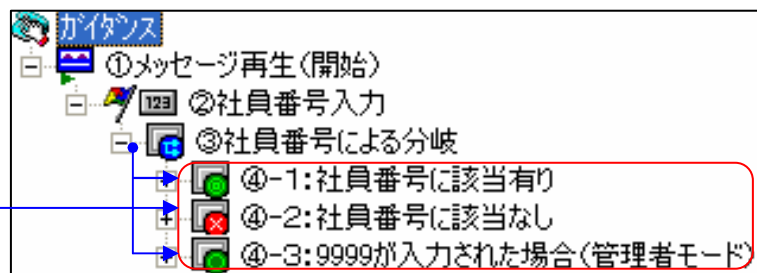 ガイダンス
①メッセージ再生(開始)
123 ②社員番号入力
③社員番号による分岐
④-1:社員番号に該当有り
④-2:社員番号に該当なし
④-3:9999が入力された場合(管理者モード)